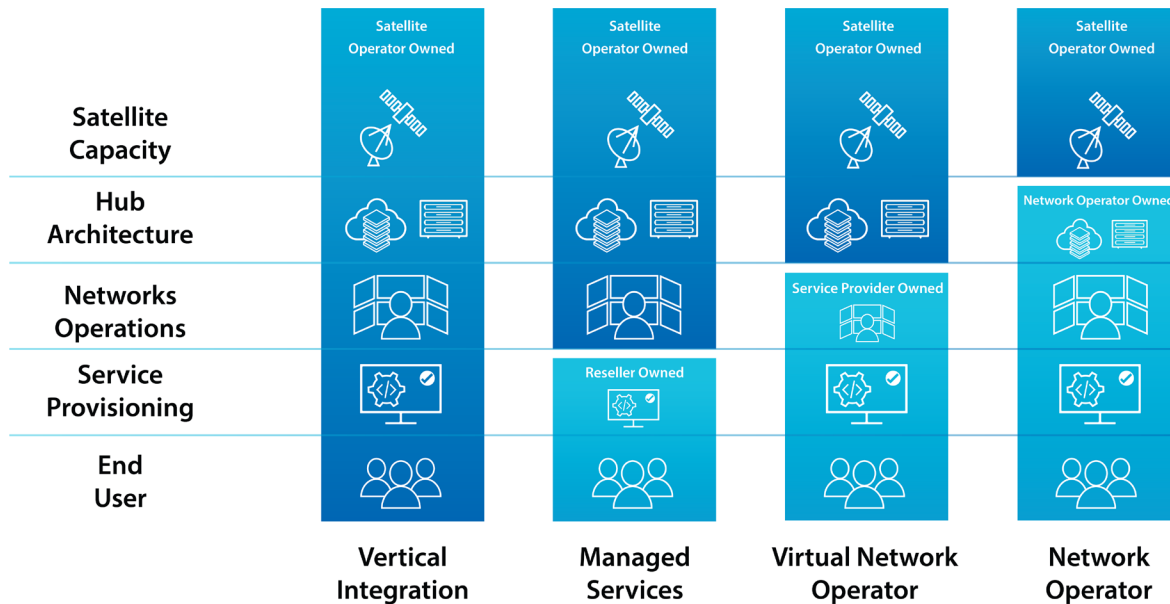 Satellite
Operator Owned
Satellite
Operator Owned
Satellite
Operator Owned
Satellite
Operator Owned
Satellite
Capacity
Hub
Architecture
Network Operator Owned
Networks
Operations
Service Provider Owned
Service
Provisioning
</>
Reseller Owned
</>
</>
</>
End
User
Vertical
Integration
Managed
Services
Virtual Network
Operator
Network
Operator